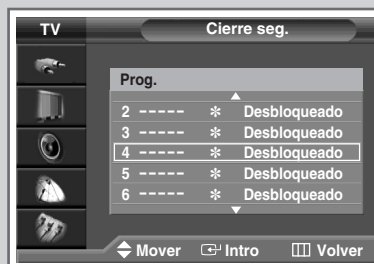 TV Cierre seg.
Prog.
2 ----- ✻ Desbloqueado
3 ----- ✻ Desbloqueado
4 ----- ✻ Desbloqueado
5 ----- ✻ Desbloqueado
6 ----- ✻ Desbloqueado
Mover Intro Volver